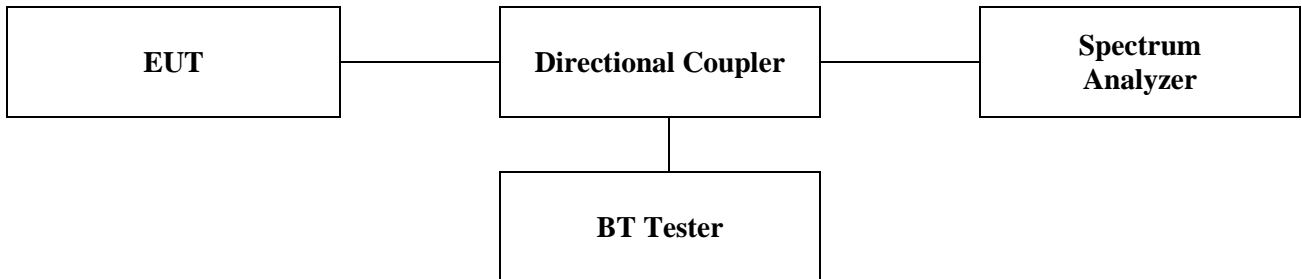 EUT
Directional Coupler
Spectrum
Analyzer
BT Tester